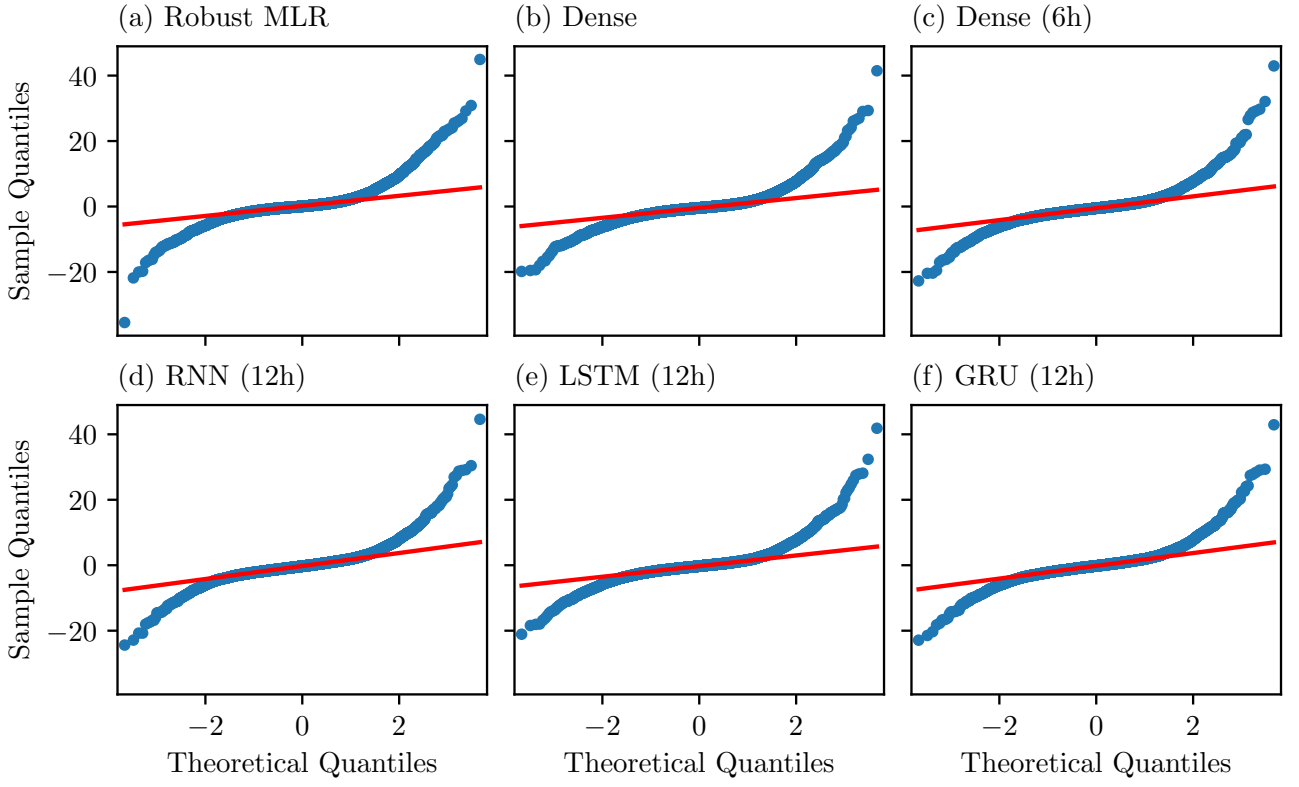 (a) Robust MLR
(b) Dense
(c) Dense (6h)
Sample Quantiles
40
20
0
−20
(d) RNN (12h)
(e) LSTM (12h)
(f) GRU (12h)
Sample Quantiles
40
20
0
−20
−2 0 2
−2 0 2
−2 0 2
Theoretical Quantiles
Theoretical Quantiles
Theoretical Quantiles